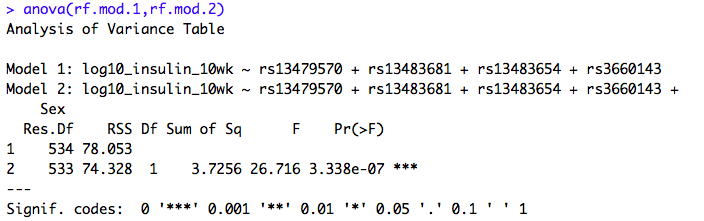 > anova(rf.mod.1,rf.mod.2)
Analysis of Variance Table

Model 1: log10_insulin_10wk ~ rs13479570 + rs13483681 + rs13483654 + rs3660143
Model 2: log10_insulin_10wk ~ rs13479570 + rs13483681 + rs13483654 + rs3660143 +
    Sex
  Res.Df    RSS Df Sum of Sq      F    Pr(>F)
1    534 78.053
2    533 74.328  1    3.7256 26.716 3.338e-07 ***
---
Signif. codes:  0 '***' 0.001 '**' 0.01 '*' 0.05 '.' 0.1 ' ' 1